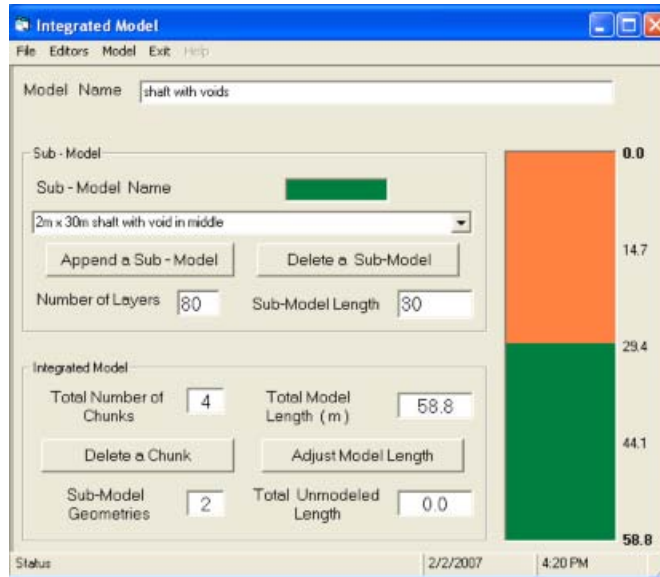 Integrated Model
File Editors Model Exit Help
Model Name shaft with voids
Sub - Model
Sub - Model Name
2m x 30m shaft with void in middle
Append a Sub - Model Delete a Sub-Model
Number of Layers 80 Sub-Model Length 30
Integrated Model
Total Number of Chunks 4
Total Model Length ( m ) 58.8
Delete a Chunk Adjust Model Length
Sub-Model Geometries 2
Total Unmodeled Length 0.0
0.0
14.7
29.4
44.1
58.8
Status 2/2/2007 4:20 PM